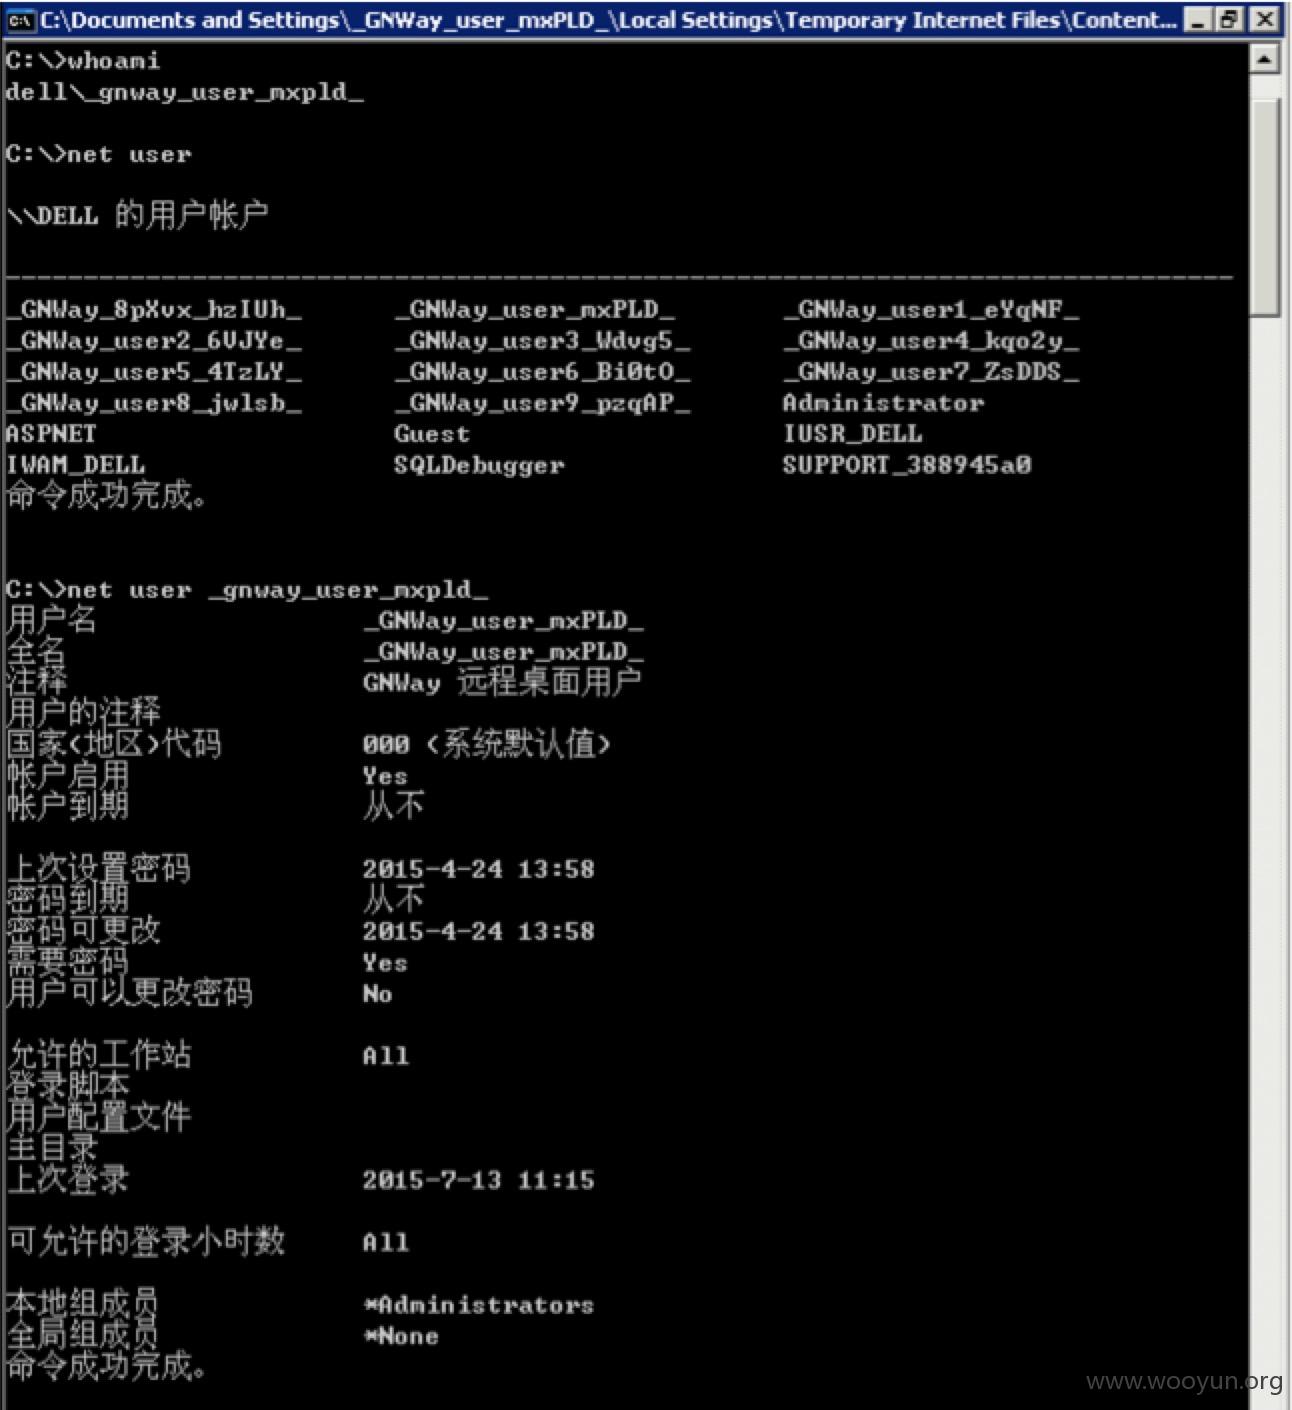 C:\Documents and Settings\_GNWay_user_mxPLD_\Local Settings\Temporary Internet Files\Content...
C:\>whoami
dell\_gnway_user_mxpld_
C:\>net user
\\DELL 的用户帐户
-------------------------------------------------------------------------------
_GNWay_8pXvx_hzIUh_ _GNWay_user_mxPLD_ _GNWay_user1_eYqNF_
_GNWay_user2_6VJYe_ _GNWay_user3_Wdvg5_ _GNWay_user4_kqo2y_
_GNWay_user5_4TzLY_ _GNWay_user6_Bi0tO_ _GNWay_user7_ZsDDS_
_GNWay_user8_jwlsb_ _GNWay_user9_pzqAP_ Administrator
ASPNET Guest IUSR_DELL
IWAM_DELL SQLDebugger SUPPORT_388945a0
命令成功完成。
C:\>net user _gnway_user_mxpld_
用户名 _GNWay_user_mxPLD_
全名 _GNWay_user_mxPLD_
注释 GNWay 远程桌面用户
用户的注释
国家(地区)代码 000 (系统默认值)
帐户启用 Yes
帐户到期 从不
上次设置密码 2015-4-24 13:58
密码到期 从不
密码可更改 2015-4-24 13:58
需要密码 Yes
用户可以更改密码 No
允许的工作站 All
登录脚本
用户配置文件
主目录
上次登录 2015-7-13 11:15
可允许的登录小时数 All
本地组成员 *Administrators
全局组成员 *None
命令成功完成。
www.wooyun.org